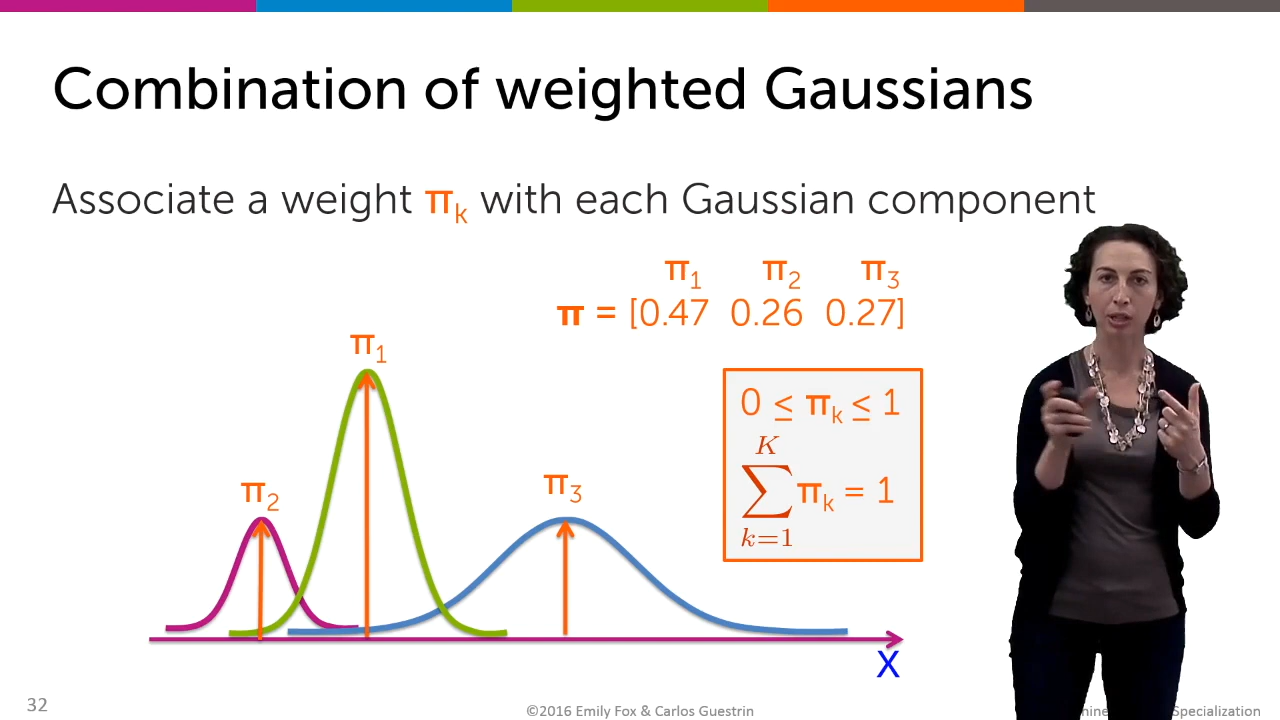 Combination of weighted Gaussians
Associate a weight πk with each Gaussian component
π1 π2 π3
π = [0.47 0.26 0.27]
π1
0 ≤ πk ≤ 1
K
∑ πk = 1
k=1
π2
π3
X
32
©2016 Emily Fox & Carlos Guestrin
Specialization